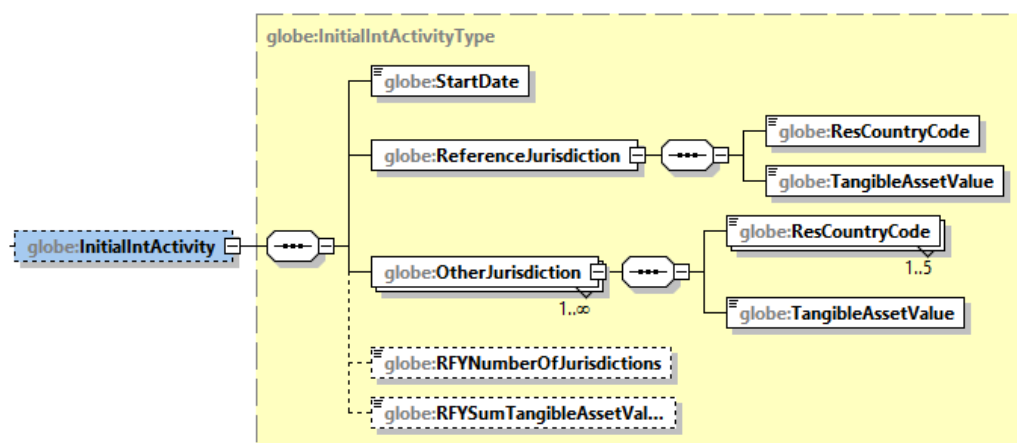 globe:InitialIntActivityType
globe:StartDate
globe:ReferenceJurisdiction
globe:ResCountryCode
globe:TangibleAssetValue
globe:InitialIntActivity
globe:OtherJurisdiction
1..∞
globe:ResCountryCode
1..5
globe:TangibleAssetValue
globe:RFYNumberOfJurisdictions
globe:RFYSumTangibleAssetVal...